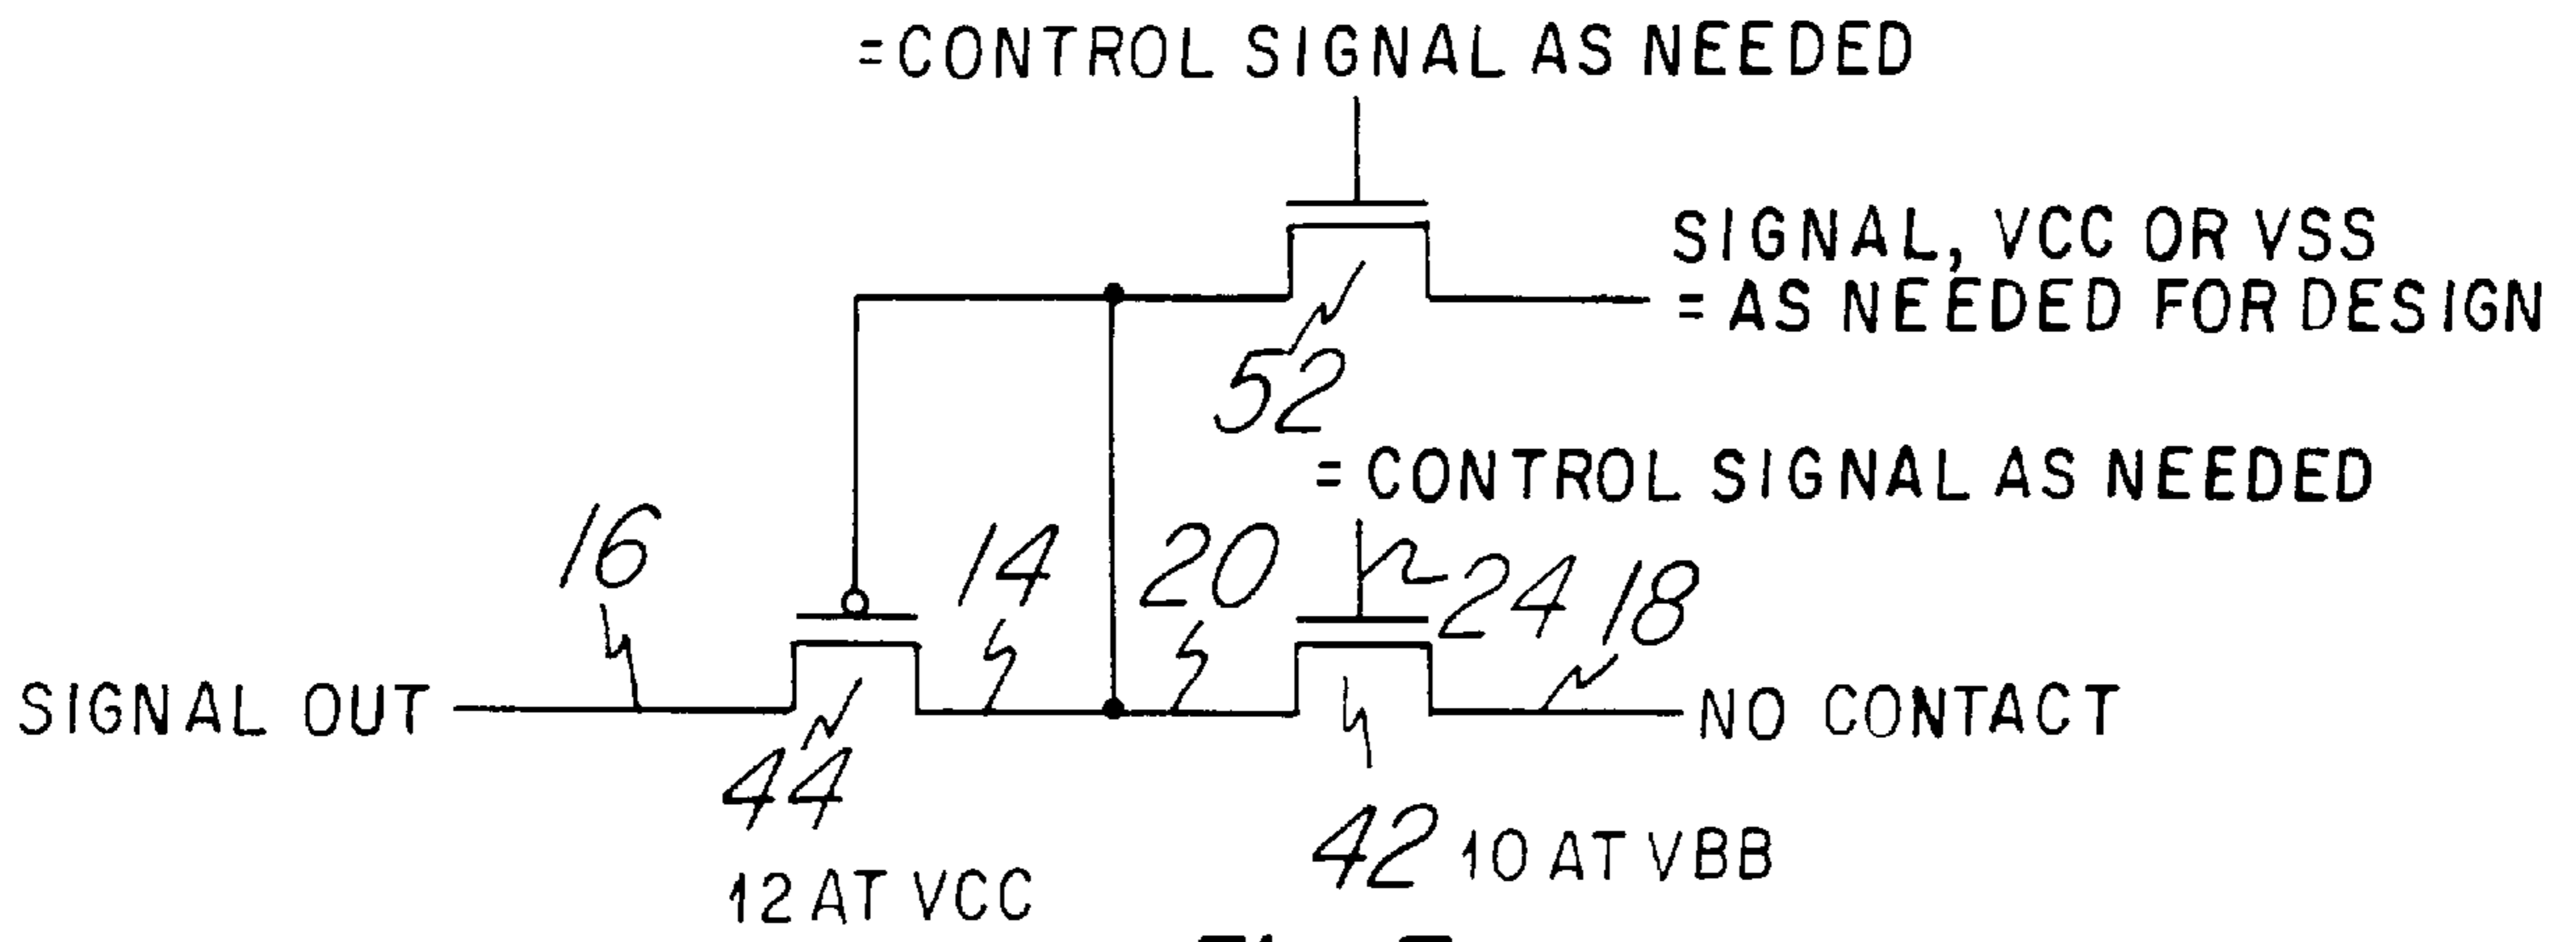 =CONTROL SIGNAL AS NEEDED
SIGNAL, VCC OR VSS
= AS NEEDED FOR DESIGN
52
= CONTROL SIGNAL AS NEEDED
16
14
20
24
18
SIGNAL OUT
NO CONTACT
44
42 10 AT VBB
12 AT VCC